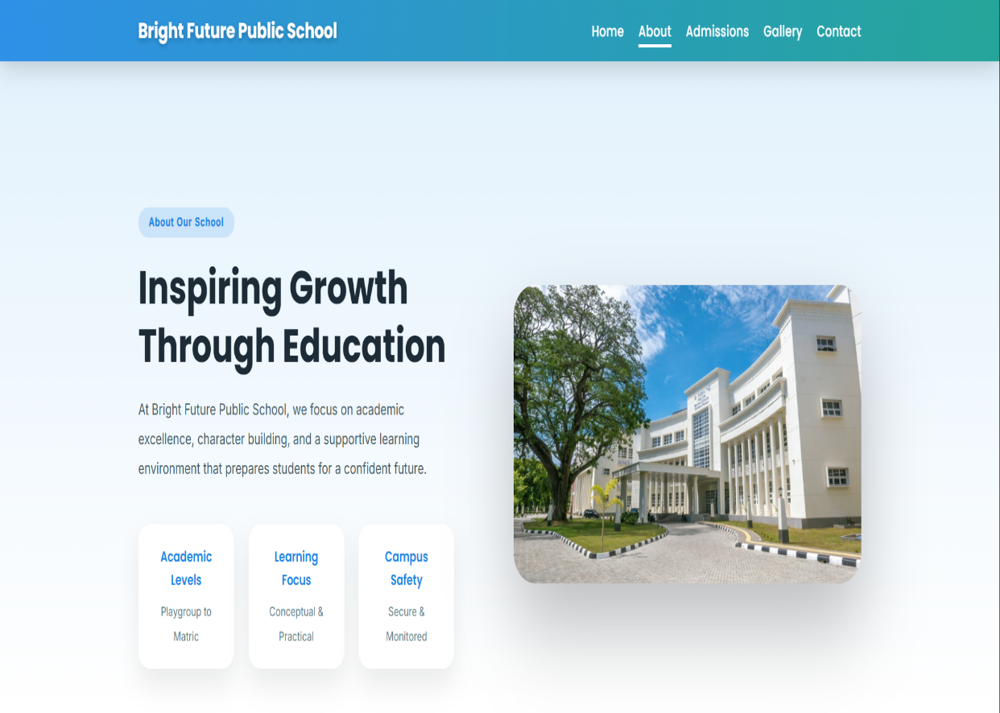 Bright Future Public School
Home About Admissions Gallery Contact
About Our School
Inspiring Growth
Through Education
At Bright Future Public School, we focus on academic
excellence, character building, and a supportive learning
environment that prepares students for a confident future.
Academic
Levels
Playgroup to
Matric
Learning
Focus
Conceptual &
Practical
Campus
Safety
Secure &
Monitored